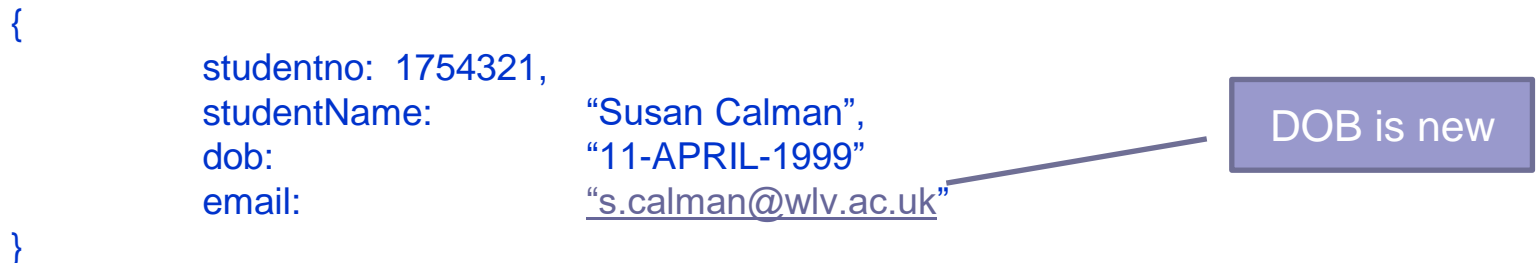 {
studentno: 1754321,
studentName: “Susan Calman”,
dob: “11-APRIL-1999”
email: “s.calman@wlv.ac.uk”
}
DOB is new